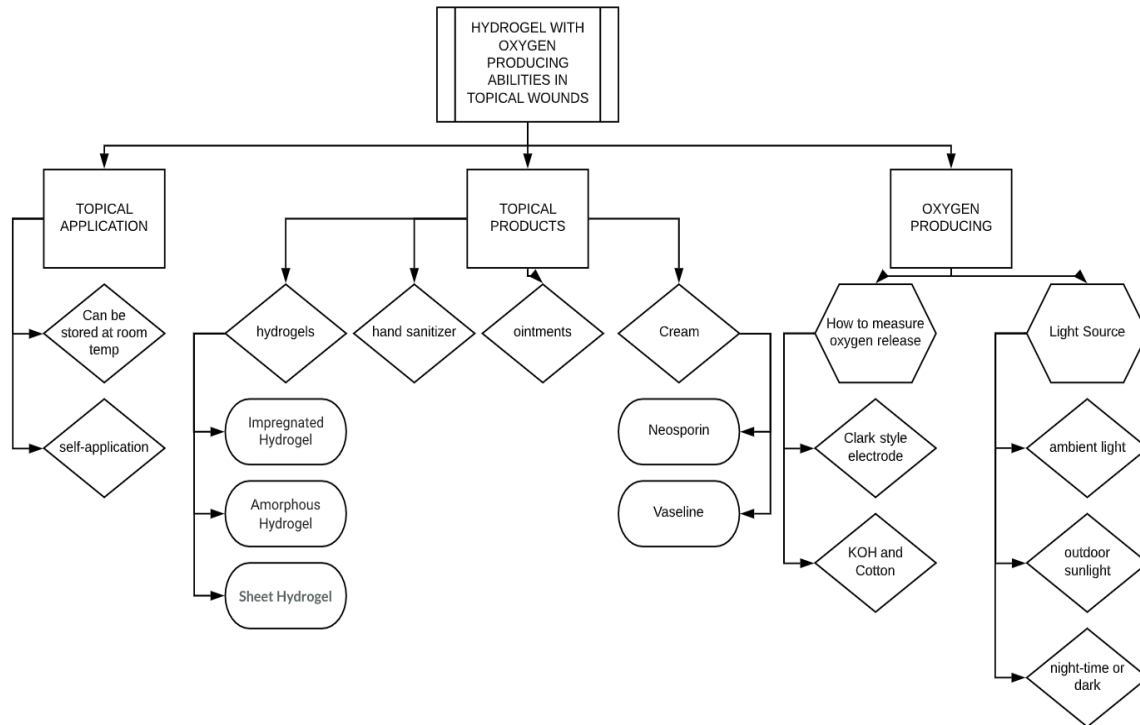 HYDROGEL WITH
OXYGEN
PRODUCING
ABILITIES IN
TOPICAL WOUNDS
TOPICAL
APPLICATION
TOPICAL
PRODUCTS
OXYGEN
PRODUCING
Can be
stored at room
temp
hydrogels
hand sanitizer
ointments
Cream
How to measure
oxygen release
Light Source
self-application
Impregnated
Hydrogel
Amorphous
Hydrogel
Sheet Hydrogel
Neosporin
Vaseline
Clark style
electrode
KOH and
Cotton
ambient light
outdoor
sunlight
night-time or
dark